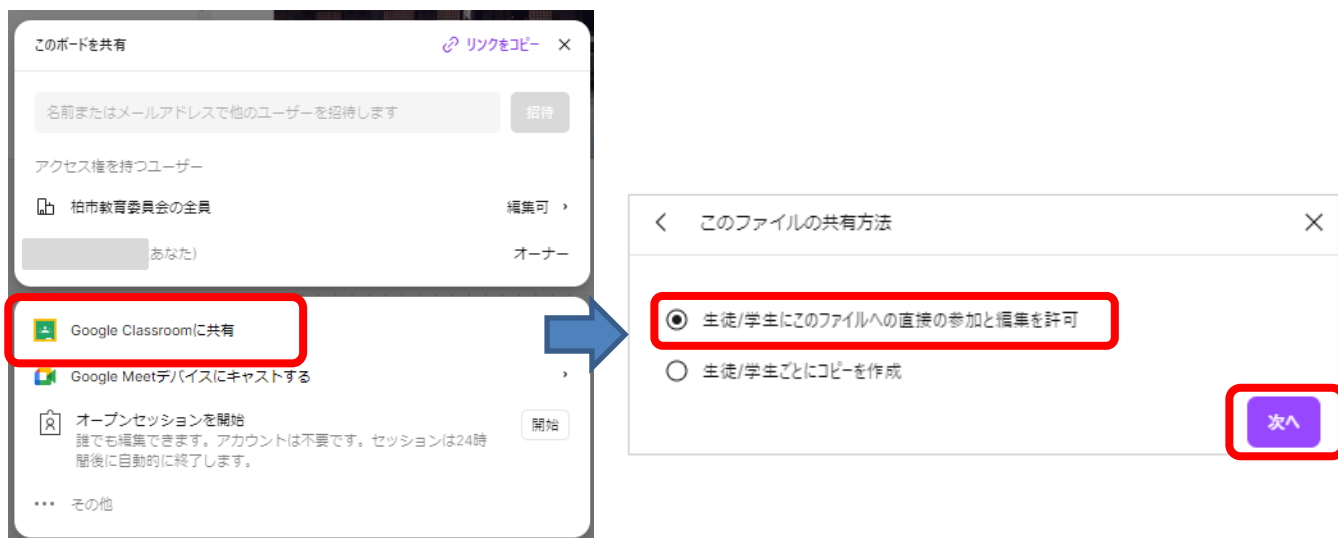 このボードを共有
リンクをコピー
名前またはメールアドレスで他のユーザーを招待します
招待
アクセス権を持つユーザー
柏市教育委員会の全員
編集可
あなた)
オーナー
Google Classroomに共有
Google Meetデバイスにキャストする
オープンセッションを開始
誰でも編集できます。アカウントは不要です。セッションは24時
間後に自動的に終了します。
開始
その他
このファイルの共有方法
生徒/学生にこのファイルへの直接の参加と編集を許可
生徒/学生ごとにコピーを作成
次へ